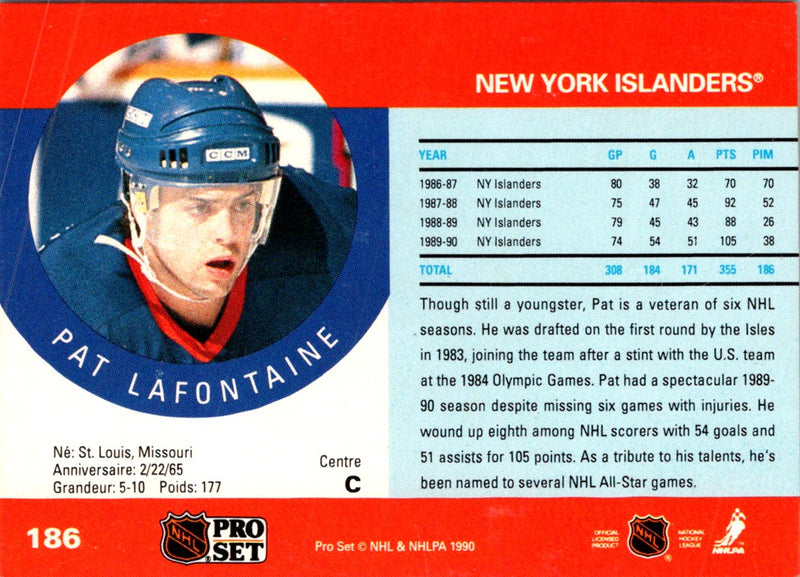 NEW YORK ISLANDERS®
CCM
PAT LAFONTAINE
Né: St. Louis, Missouri
Anniversaire: 2/22/65
Grandeur: 5-10 Poids: 177
Centre
C
YEAR GP G A PTS PIM
1986-87 NY Islanders 80 38 32 70 70
1987-88 NY Islanders 75 47 45 92 52
1988-89 NY Islanders 79 45 43 88 26
1989-90 NY Islanders 74 54 51 105 38
TOTAL 308 184 171 355 186
Though still a youngster, Pat is a veteran of six NHL
seasons. He was drafted on the first round by the Isles
in 1983, joining the team after a stint with the U.S. team
at the 1984 Olympic Games. Pat had a spectacular 1989-
90 season despite missing six games with injuries. He
wound up eighth among NHL scorers with 54 goals and
51 assists for 105 points. As a tribute to his talents, he's
been named to several NHL All-Star games.
186
NHL
PRO
SET
Pro Set © NHL & NHLPA 1990
OFFICIAL
LICENSED
PRODUCT
NHL
NATIONAL
HOCKEY
LEAGUE
NHLPA